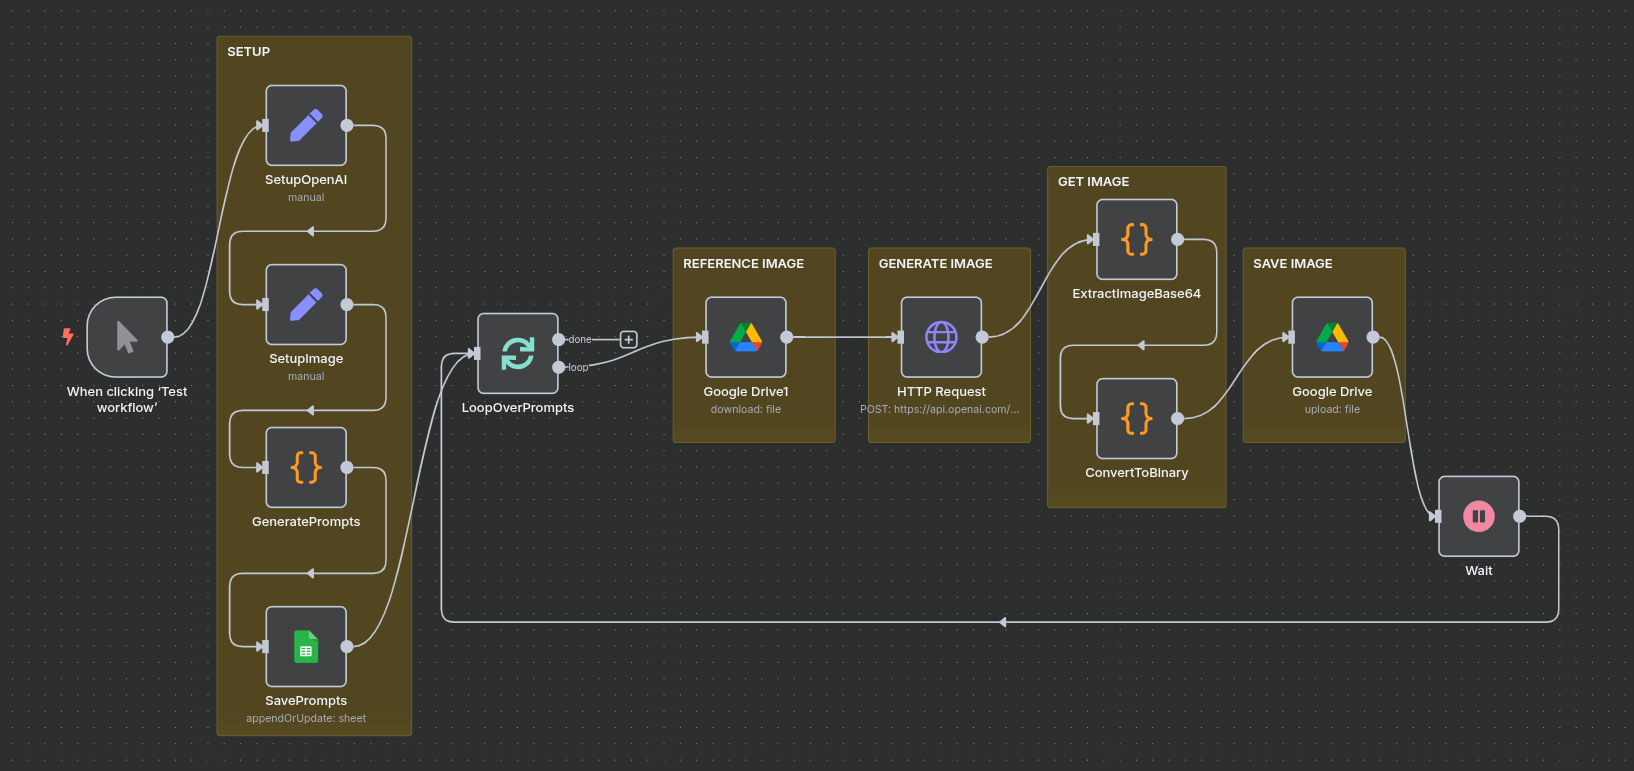 SETUP
SetupOpenAI
manual
SetupImage
manual
When clicking ‘Test
workflow’
GeneratePrompts
SavePrompts
appendOrUpdate: sheet
LoopOverPrompts
done
loop
REFERENCE IMAGE
Google Drive1
download: file
GENERATE IMAGE
HTTP Request
POST: https://api.openai.com/...
GET IMAGE
{}
ExtractImageBase64
{}
ConvertToBinary
SAVE IMAGE
Google Drive
upload: file
Wait